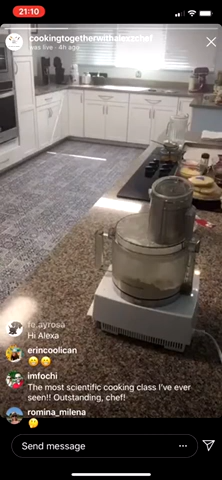 21:10
cookingtogetherwithalexzchef
was live · 4h ago
fe.ayrosa
Hi Alexa
erincoolican
imfochi
The most scientific cooking class I've ever
seen!! Outstanding, chef!
romina_milena
Send message